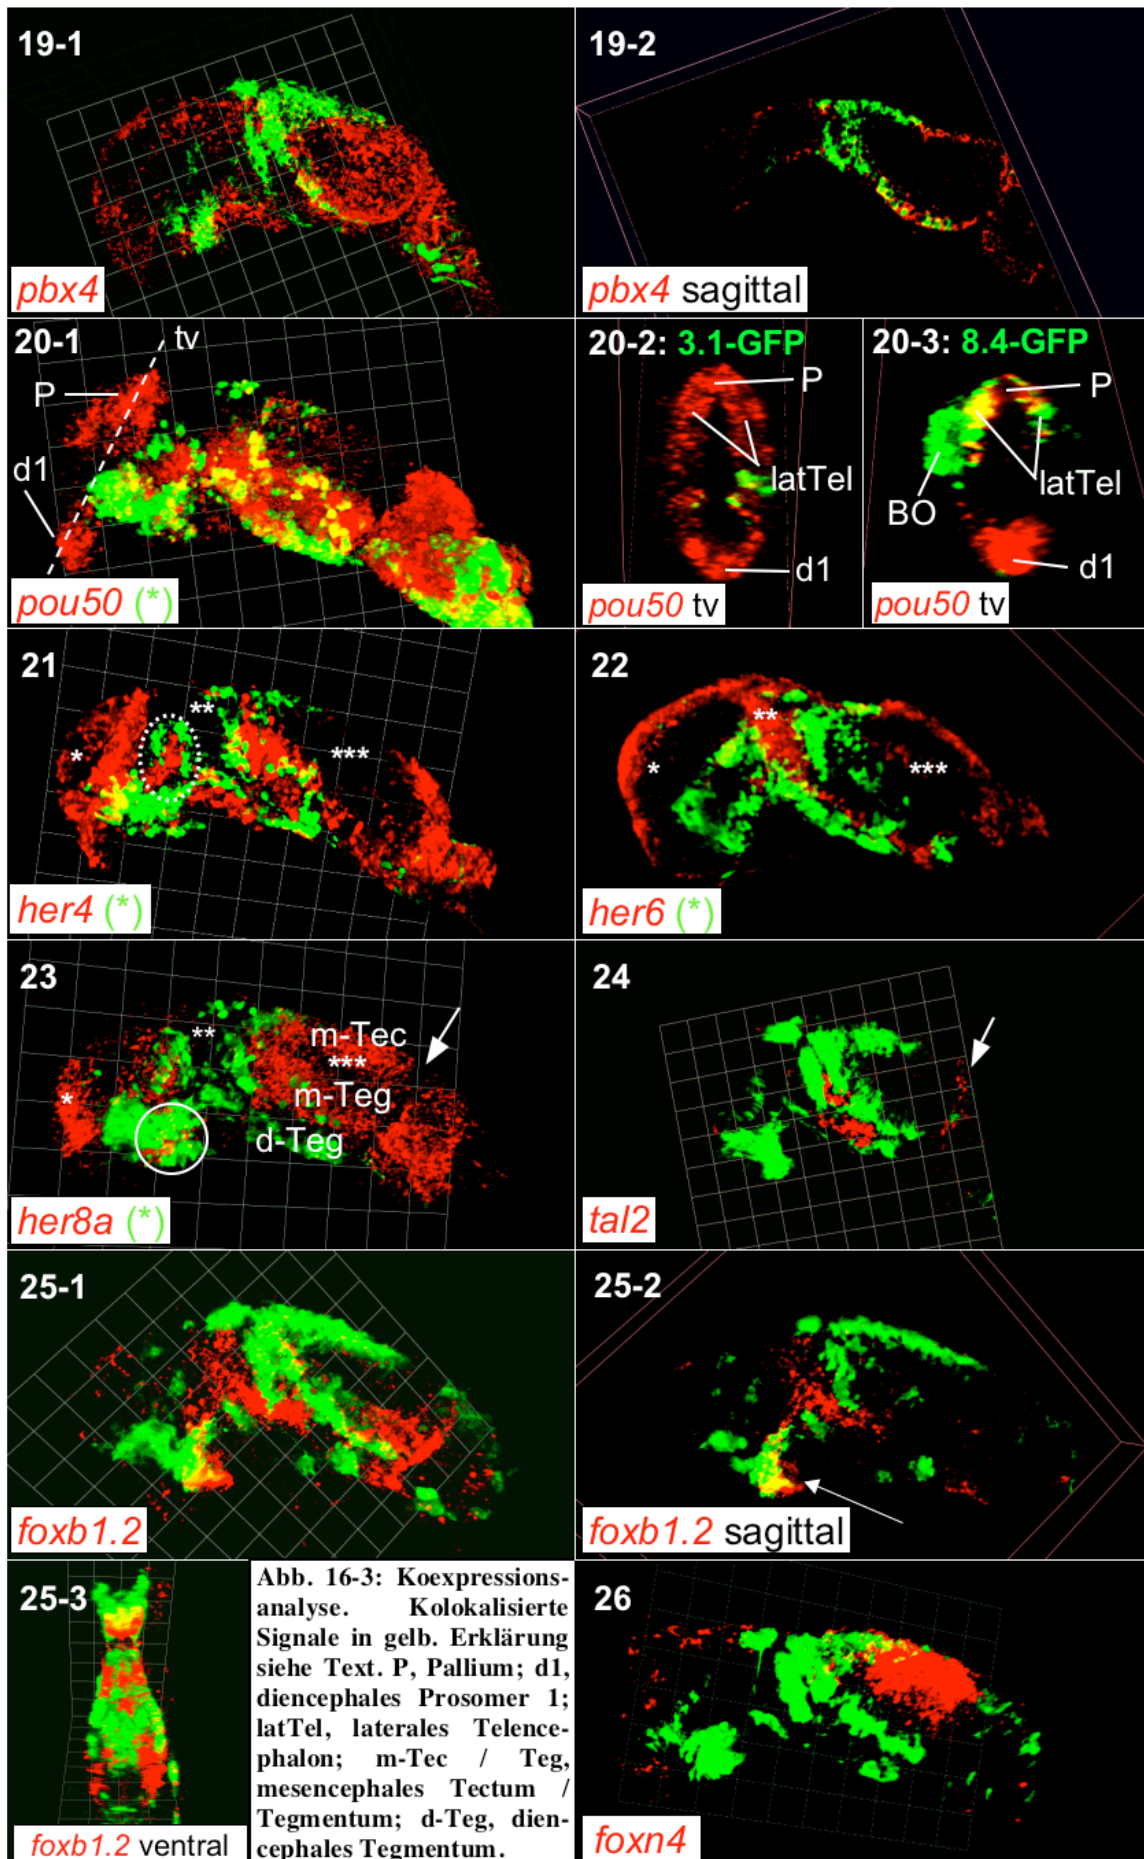 19-1
19-2
pbx4
pbx4 sagittal
20-1
tv
P
d1
pou50 (*)
20-2: 3.1-GFP
P
latTel
d1
pou50 tv
20-3: 8.4-GFP
P
latTel
BO
d1
pou50 tv
21
*
**
***
her4 (*)
22
*
**
***
her6 (*)
23
*
**
m-Tec
***
m-Teg
d-Teg
her8a (*)
24
tal2
25-1
foxb1.2
25-2
foxb1.2 sagittal
25-3
foxb1.2 ventral
Abb. 16-3: Koexpressions-
analyse. Kolokalisierte
Signale in gelb. Erklärung
siehe Text. P, Pallium; d1,
diencephales Prosomer 1;
latTel, laterales Telence-
phalon; m-Tec / Teg,
mesencephales Tectum /
Tegmentum; d-Teg, dien-
cephales Tegmentum.
26
foxn4